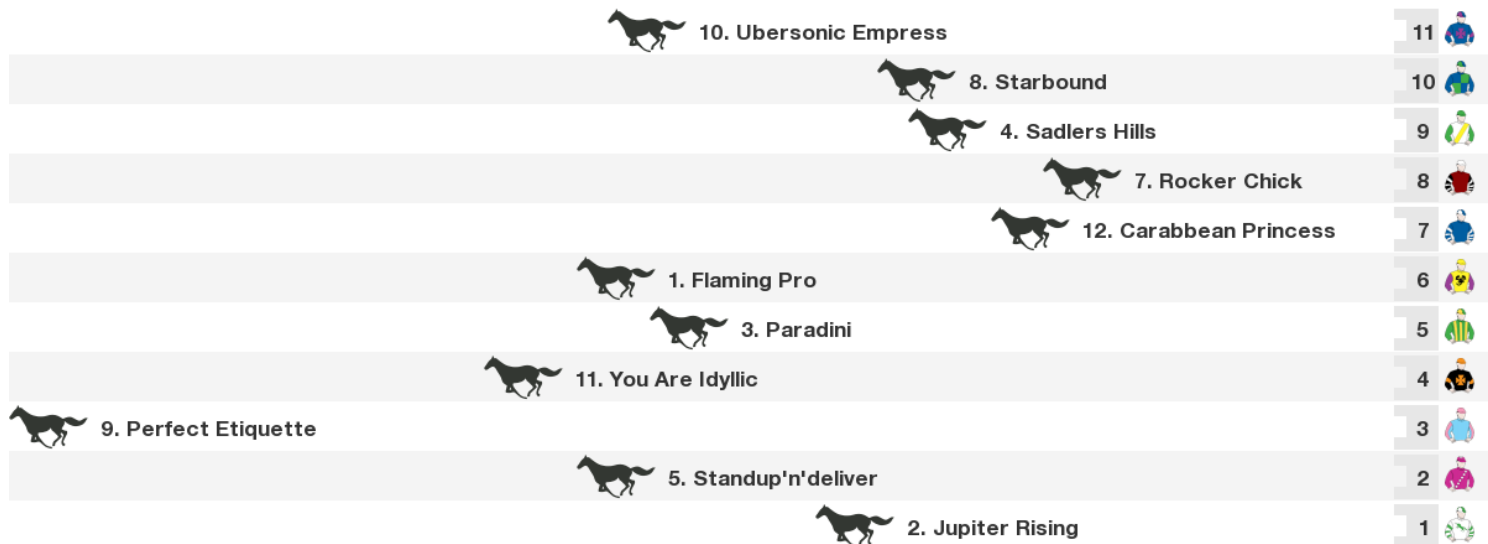 10. Ubersonic Empress 11
8. Starbound 10
4. Sadlers Hills 9
7. Rocker Chick 8
12. Carabbean Princess 7
1. Flaming Pro 6
3. Paradini 5
11. You Are Idyllic 4
9. Perfect Etiquette 3
5. Standup'n'deliver 2
2. Jupiter Rising 1